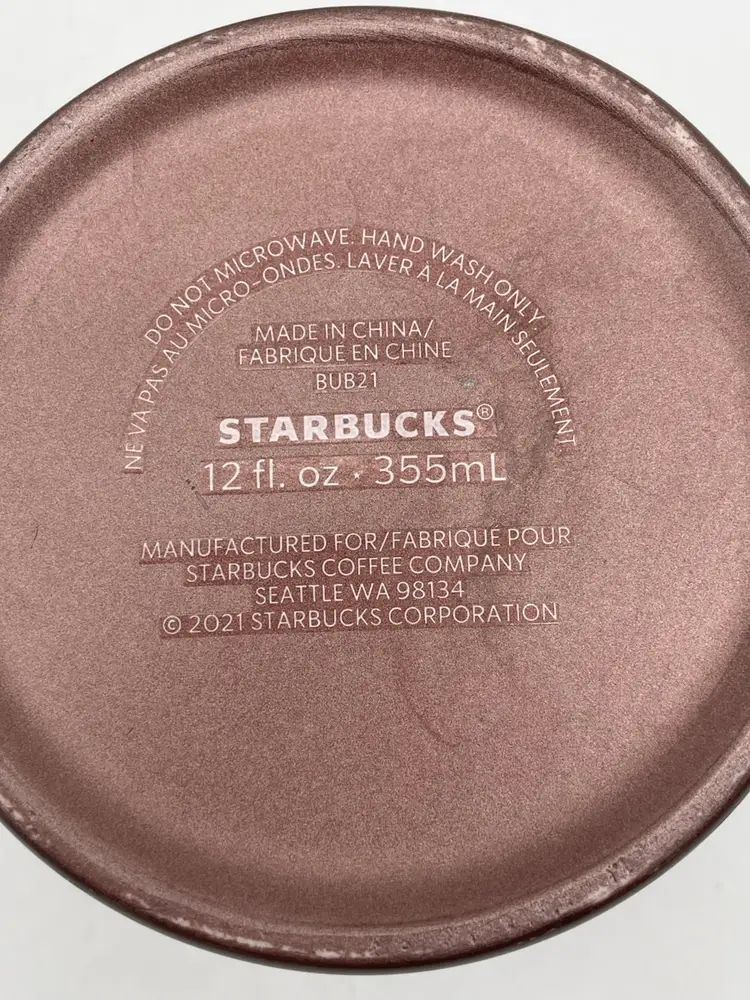 DO NOT MICROWAVE. HAND WASH ONLY.
NE VA PAS AU MICRO-ONDES. LAVER À LA MAIN SEULEMENT.
MADE IN CHINA/
FABRIQUÉ EN CHINE
BUB21
STARBUCKS®
12 fl. oz · 355mL
MANUFACTURED FOR/FABRIQUÉ POUR
STARBUCKS COFFEE COMPANY
SEATTLE WA 98134
© 2021 STARBUCKS CORPORATION